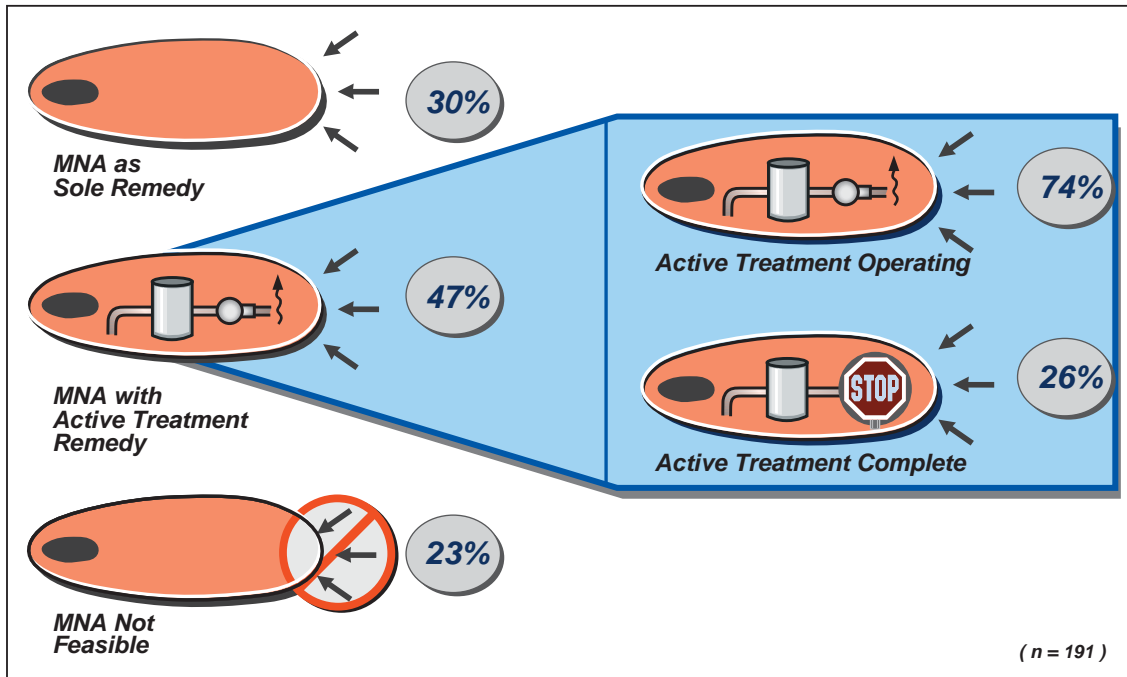 30%
MNA as
Sole Remedy
47%
MNA with
Active Treatment
Remedy
23%
MNA Not
Feasible
74%
Active Treatment Operating
STOP
26%
Active Treatment Complete
( n = 191 )